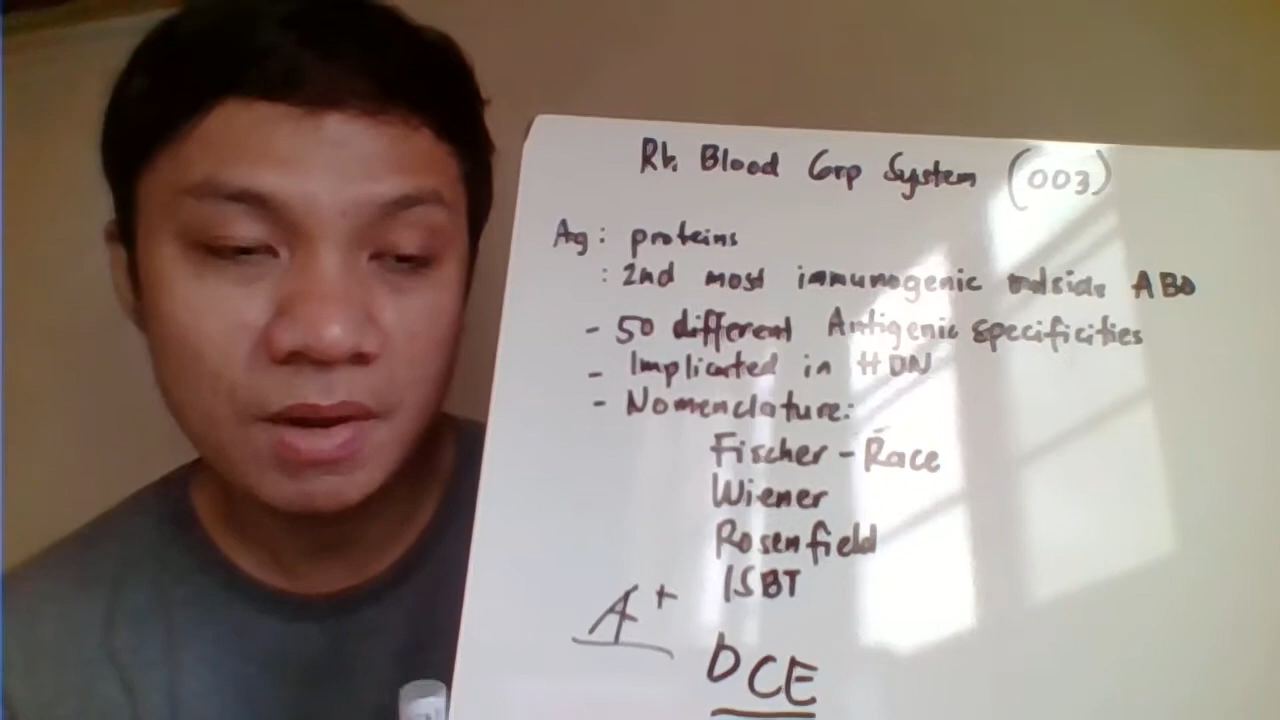 Rh Blood Grp System (003)
Ag: proteins
: 2nd most immunogenic outside ABO
- 50 different Antigenic specificities
- Implicated in HDN
- Nomenclature:
Fischer - Race
Wiener
Rosenfield
ISBT
A+
DCE